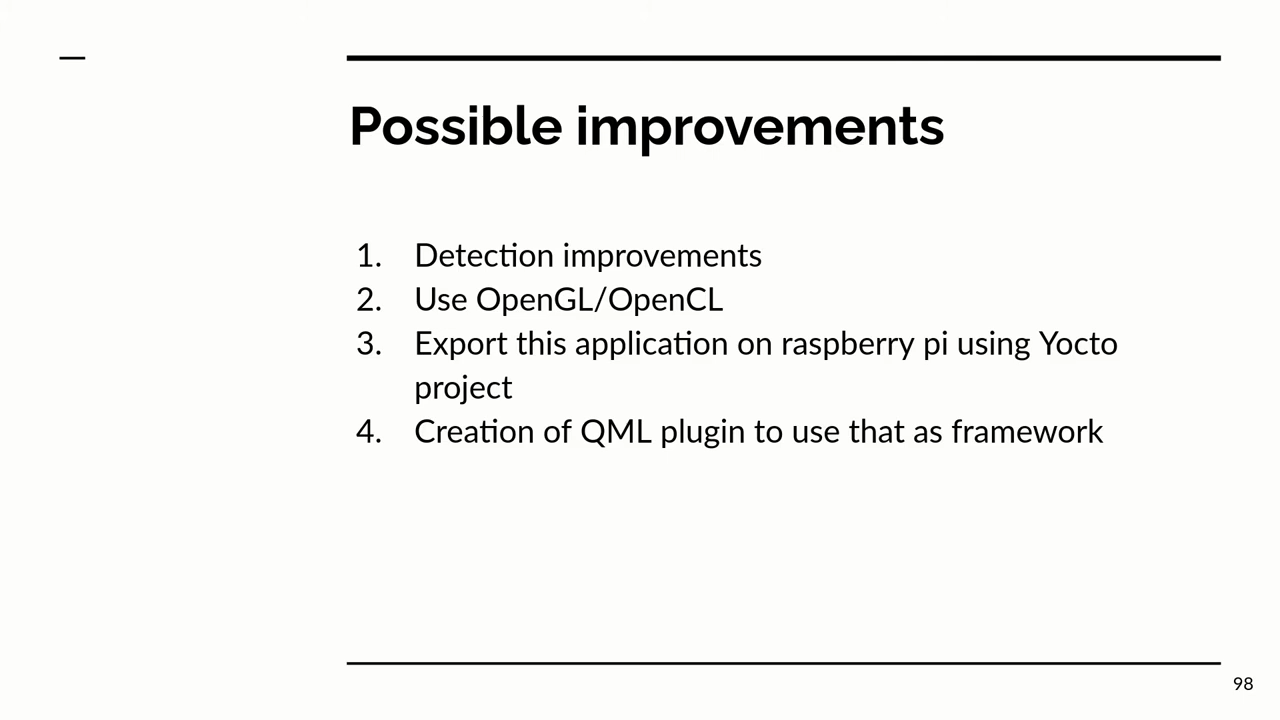 Possible improvements
1. Detection improvements
2. Use OpenGL/OpenCL
3. Export this application on raspberry pi using Yocto
project
4. Creation of QML plugin to use that as framework
98